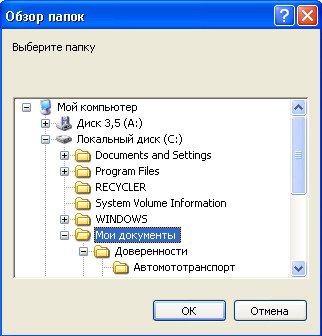 Обзор папок
Выберите папку
Мой компьютер
Диск 3,5 (A:)
Локальный диск (C:)
Documents and Settings
Program Files
RECYCLER
System Volume Information
WINDOWS
Мои документы
Доверенности
Автомототранспорт
OK
Отмена